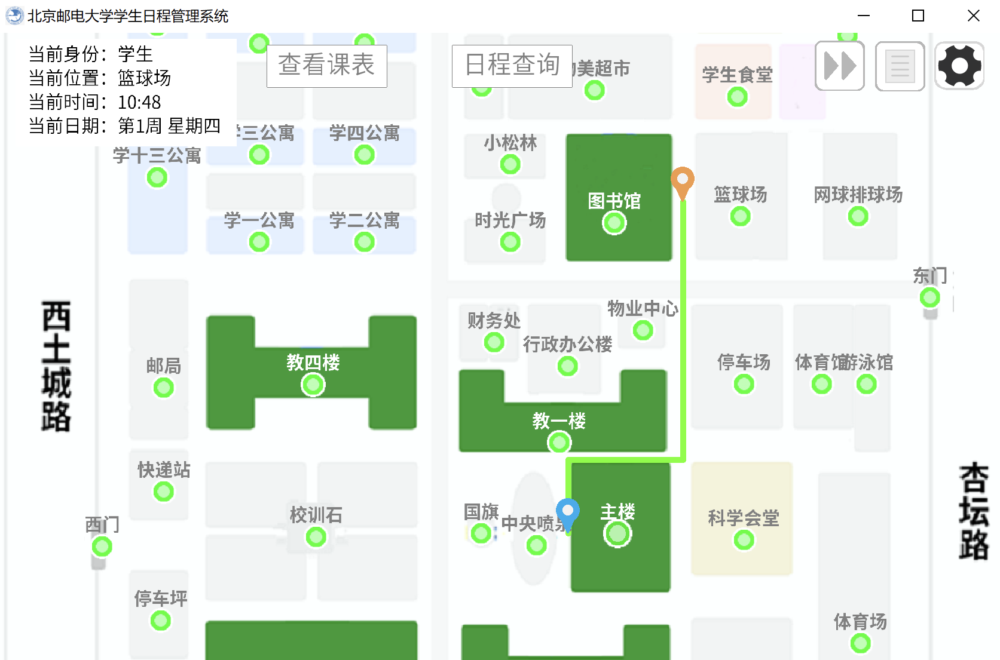 北京邮电大学学生日程管理系统
当前身份：学生
当前位置：篮球场
当前时间：10:48
当前日期：第1周 星期四
查看课表
日程查询
美超市
学生食堂
三公寓
学四公寓
小松林
学十三公寓
图书馆
篮球场
网球排球场
学一公寓
学二公寓
时光广场
东门
西土城路
财务处
物业中心
行政办公楼
邮局
教四楼
停车场
体育馆
游泳馆
教一楼
快递站
杏坛路
西门
校训石
国旗
中央喷泉
主楼
科学会堂
停车坪
体育场